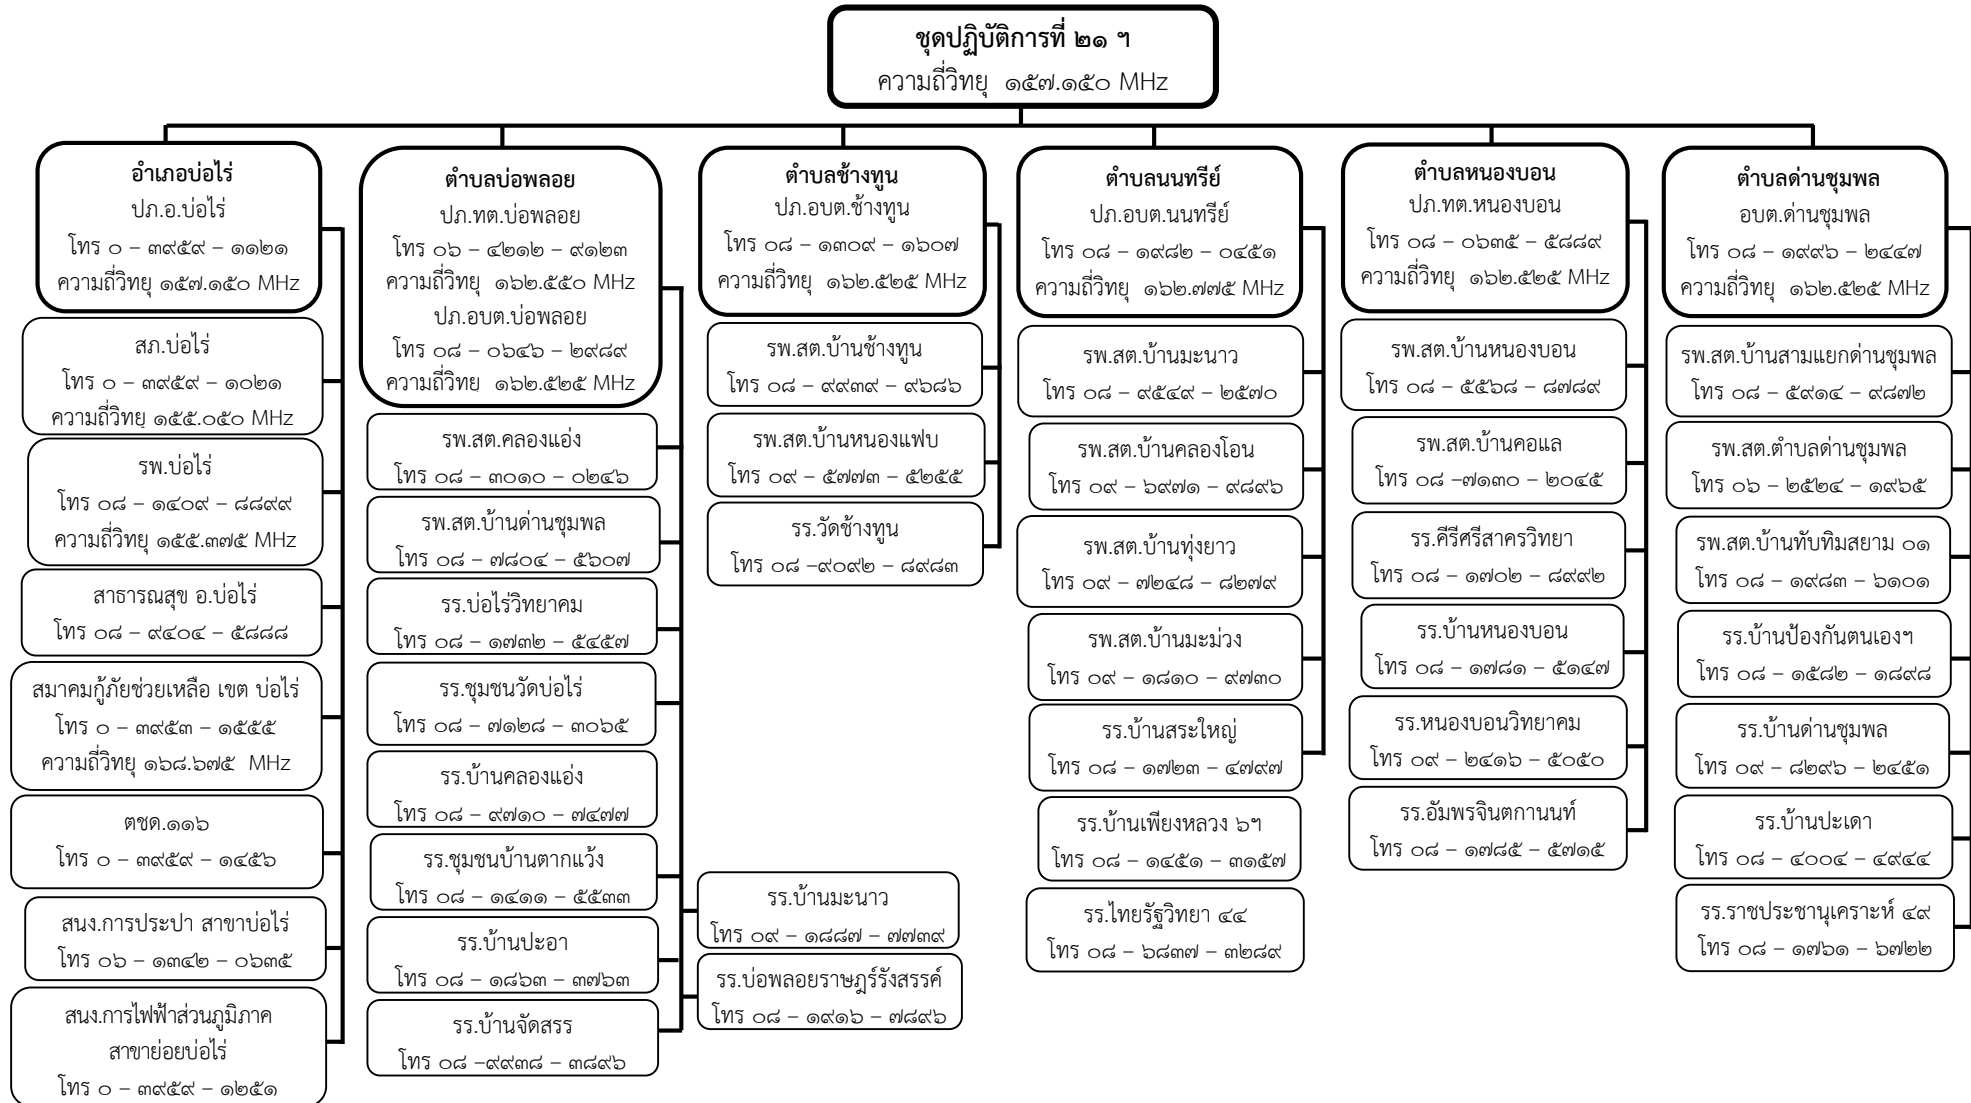 ชุดปฏิบัติการที่ ๒๑ ฯ
ความถี่วิทยุ ๑๕๗.๑๕๐ MHz
อำเภอบ่อไร่
ปภ.อ.บ่อไร่
โทร ๐ – ๓๙๕๙ – ๑๑๒๑
ความถี่วิทยุ ๑๕๗.๑๕๐ MHz
สภ.บ่อไร่
โทร ๐ – ๓๙๕๙ – ๑๐๒๑
ความถี่วิทยุ ๑๕๕.๐๕๐ MHz
รพ.บ่อไร่
โทร ๐๘ – ๑๔๐๙ – ๘๘๙๙
ความถี่วิทยุ ๑๕๕.๓๗๕ MHz
สาธารณสุข อ.บ่อไร่
โทร ๐๘ – ๙๔๐๔ – ๕๘๘๘
สมาคมกู้ภัยช่วยเหลือ เขต บ่อไร่
โทร ๐ – ๓๙๕๓ – ๑๕๕๕
ความถี่วิทยุ ๑๖๘.๖๗๕ MHz
ตชด.๑๑๖
โทร ๐ – ๓๙๕๙ – ๑๔๕๖
สนง.การประปา สาขาบ่อไร่
โทร ๐๖ – ๑๓๔๒ – ๐๖๓๕
สนง.การไฟฟ้าส่วนภูมิภาค
สาขาย่อยบ่อไร่
โทร ๐ – ๓๙๕๙ – ๑๒๕๑
ตำบลบ่อพลอย
ปภ.ทต.บ่อพลอย
โทร ๐๖ – ๔๒๑๒ – ๙๑๒๓
ความถี่วิทยุ ๑๖๒.๕๕๐ MHz
ปภ.อบต.บ่อพลอย
โทร ๐๘ – ๐๖๔๖ – ๒๙๘๙
ความถี่วิทย ๑๖๒.๕๒๕ MHz
รพ.สต.คลองแอ่ง
โทร ๐๘ – ๓๐๑๐ – ๐๒๔๖
รพ.สต.บ้านด่านชุมพล
โทร ๐๘ – ๗๘๐๔ – ๕๖๐๗
รร.บ่อไร่วิทยาคม
โทร ๐๘ – ๑๗๓๒ – ๕๔๕๗
รร.ชุมชนวัดบ่อไร่
โทร ๐๘ – ๗๑๒๘ – ๓๐๖๕
รร.บ้านคลองแอ่ง
โทร ๐๘ – ๙๗๑๐ – ๗๔๗๗
รร.ชุมชนบ้านตากแว้ง
โทร ๐๘ – ๑๔๑๑ – ๕๕๓๓
รร.บ้านปะอา
โทร ๐๘ – ๑๘๖๓ – ๓๗๖๓
รร.บ้านจัดสรร
โทร ๐๘ –๙๙๓๘ – ๓๘๙๖
รร.บ้านมะนาว
โทร ๐๙ – ๑๘๘๗ – ๗๗๓๙
รร.บ่อพลอยราษฎร์รังสรรค์
โทร ๐๘ – ๑๙๑๖ – ๗๘๙๖
ตำบลช้างทูน
ปภ.อบต.ช้างทูน
โทร ๐๘ – ๑๓๐๙ – ๑๖๐๗
ความถี่วิทยุ ๑๖๒.๕๒๕ MHz
รพ.สต.บ้านช้างทูน
โทร ๐๘ – ๙๙๓๙ – ๙๖๘๖
รพ.สต.บ้านหนองแฟบ
โทร ๐๙ – ๕๗๗๓ – ๕๒๕๕
รร.วัดช้างทูน
โทร ๐๘ –๙๐๙๒ – ๘๙๘๓
ตำบลนนทรีย์
ปภ.อบต.นนทรีย์
โทร ๐๘ – ๑๙๘๒ – ๐๔๕๑
ความถี่วิทยุ ๑๖๒.๗๗๕ MHz
รพ.สต.บ้านมะนาว
โทร ๐๘ – ๙๕๔๙ – ๒๕๗๐
รพ.สต.บ้านคลองโอน
โทร ๐๙ – ๖๙๗๑ – ๙๘๙๖
รพ.สต.บ้านทุ่งยาว
โทร ๐๙ – ๗๒๔๘ – ๘๒๗๙
รพ.สต.บ้านมะม่วง
โทร ๐๙ – ๑๘๑๐ – ๙๗๓๐
รร.บ้านสระใหญ่
โทร ๐๘ – ๑๗๒๓ – ๔๗๙๗
รร.บ้านเพียงหลวง ๖ฯ
โทร ๐๘ – ๑๔๕๑ – ๓๑๕๗
รร.ไทยรัฐวิทยา ๔๔
โทร ๐๘ – ๖๘๓๗ – ๓๒๘๙
ตำบลหนองบอน
ปภ.ทต.หนองบอน
โทร ๐๘ – ๐๖๓๕ – ๕๘๘๙
ความถี่วิทยุ ๑๖๒.๕๒๕ MHz
รพ.สต.บ้านหนองบอน
โทร ๐๘ – ๕๕๖๘ – ๘๗๘๙
รพ.สต.บ้านคอแล
โทร ๐๘ –๗๑๓๐ – ๒๐๔๕
รร.คีรีศรีสาครวิทยา
โทร ๐๘ – ๑๗๐๒ – ๘๙๙๒
รร.บ้านหนองบอน
โทร ๐๘ – ๑๗๘๑ – ๕๑๔๗
รร.หนองบอนวิทยาคม
โทร ๐๙ – ๒๔๑๖ – ๕๐๕๐
รร.อัมพรจินตกานนท์
โทร ๐๘ – ๑๗๘๕ – ๕๗๑๕
ตำบลด่านชุมพล
อบต.ด่านชุมพล
โทร ๐๘ – ๑๙๙๖ – ๒๔๔๗
ความถี่วิทยุ ๑๖๒.๕๒๕ MHz
รพ.สต.บ้านสามแยกด่านชุมพล
โทร ๐๘ – ๕๙๑๔ – ๙๘๗๒
รพ.สต.ตำบลด่านชุมพล
โทร ๐๖ – ๒๕๒๔ – ๑๙๖๕
รพ.สต.บ้านทับทิมสยาม ๐๑
โทร ๐๘ – ๑๙๘๓ – ๖๑๐๑
รร.บ้านป้องกันตนเองฯ
โทร ๐๘ – ๑๕๘๒ – ๑๘๙๘
รร.บ้านด่านชุมพล
โทร ๐๙ – ๘๒๙๖ – ๒๔๕๑
รร.บ้านปะเดา
โทร ๐๘ – ๔๐๐๔ – ๔๙๔๔
รร.ราชประชานุเคราะห์ ๔๙
โทร ๐๘ – ๑๗๖๑ – ๖๗๒๒